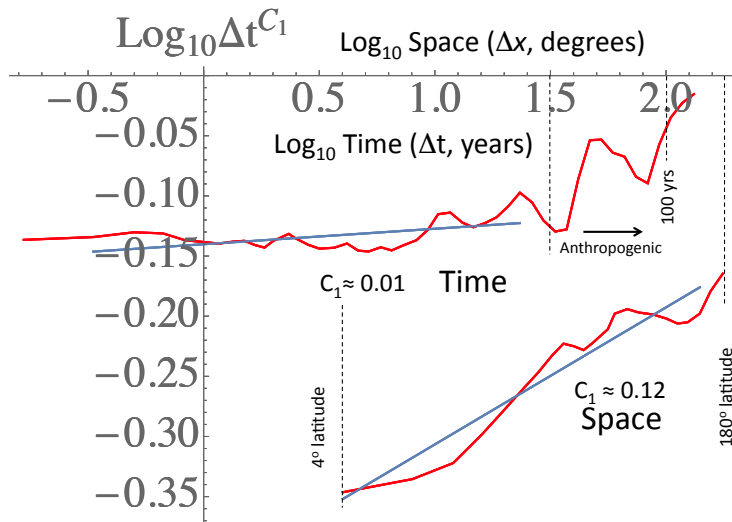 Log₁₀Δt^C₁
Log₁₀ Space (Δx, degrees)
−0.5 0.5 1.0 1.5 2.0
−0.05
Log₁₀ Time (Δt, years)
−0.10
100 yrs
Anthropogenic
−0.15
C₁ ≈ 0.01
Time
−0.20
−0.25
C₁ ≈ 0.12
Space
4° latitude
180° latitude
−0.30
−0.35